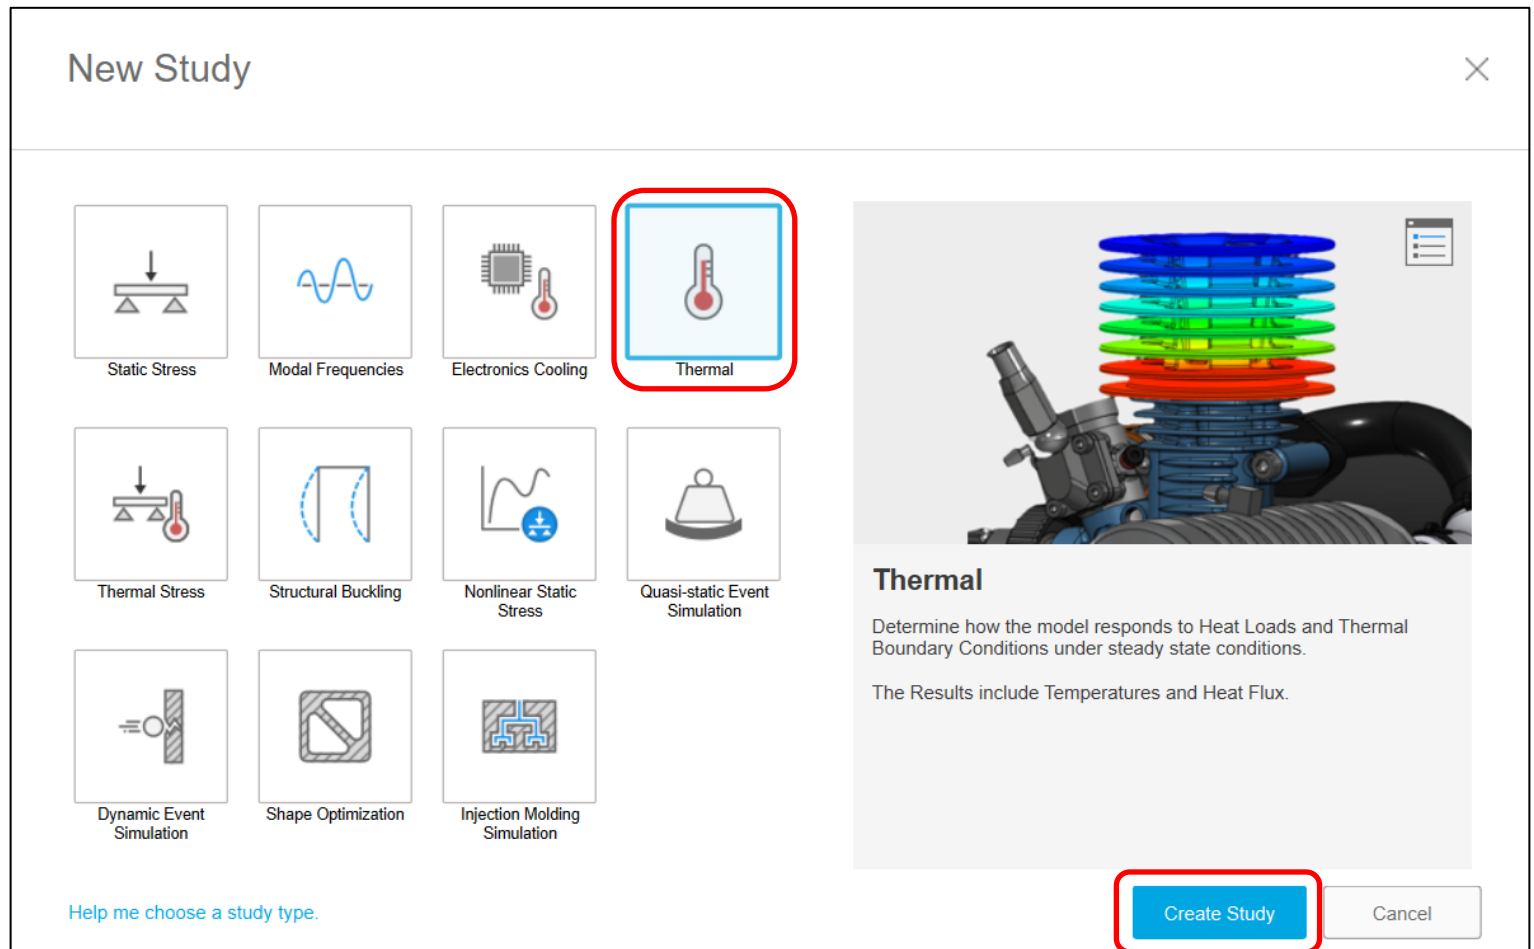 New Study
Static Stress
Modal Frequencies
Electronics Cooling
Thermal
Thermal Stress
Structural Buckling
Nonlinear Static
Stress
Quasi-static Event
Simulation
Dynamic Event
Simulation
Shape Optimization
Injection Molding
Simulation
Thermal
Determine how the model responds to Heat Loads and Thermal
Boundary Conditions under steady state conditions.
The Results include Temperatures and Heat Flux.
Help me choose a study type.
Create Study
Cancel